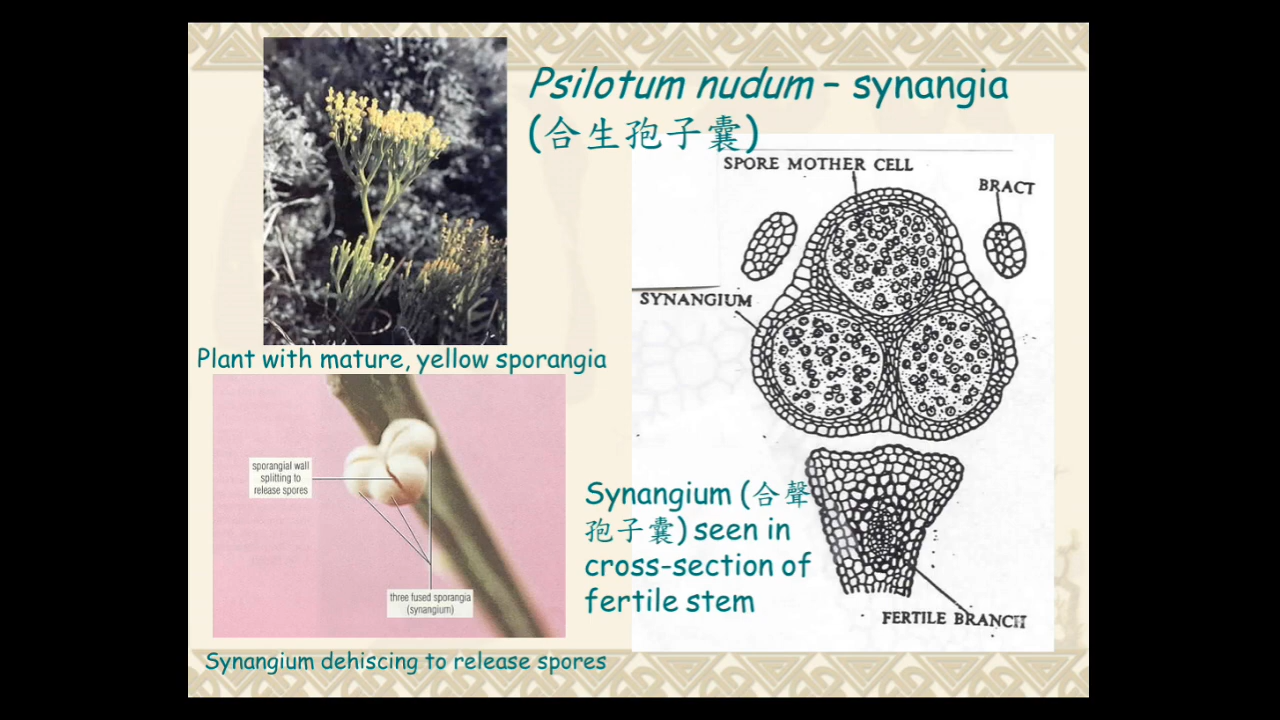 Psilotum nudum – synangia
(合生孢子囊)
SPORE MOTHER CELL
BRACT
SYNANGIUM
Plant with mature, yellow sporangia
sporangial wall
splitting to
release spores
three fused sporangia
(synangium)
Synangium (合聲
孢子囊) seen in
cross-section of
fertile stem
FERTILE BRANCH
Synangium dehiscing to release spores